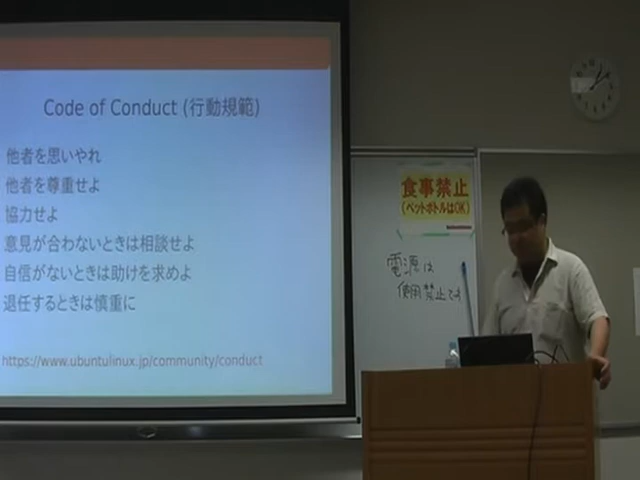 Code of Conduct (行動規範)
他者を思いやれ
他者を尊重せよ
協力せよ
意見が合わないときは相談せよ
自信がないときは助けを求めよ
退任するときは慎重に
https://www.ubuntulinux.jp/community/conduct
食事禁止
(ペットボトルはOK)
電源は
使用禁止です